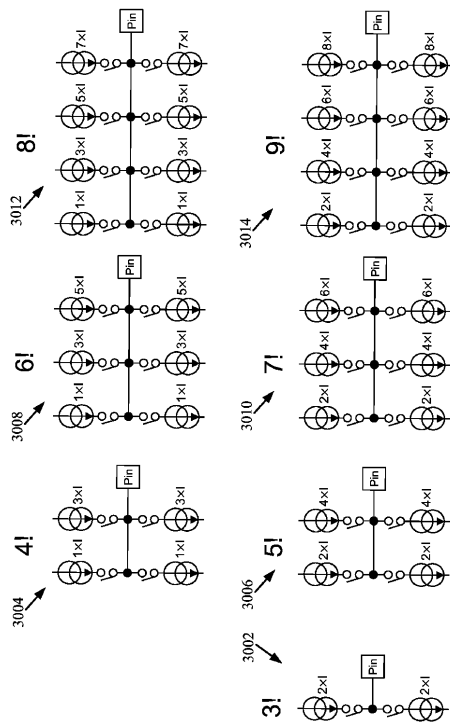 3012
8!
1×I 3×I 5×I 7×I
Pin
1×I 3×I 5×I 7×I
3014
9!
2×I 4×I 6×I 8×I
Pin
2×I 4×I 6×I 8×I
3008
6!
1×I 3×I 5×I
Pin
1×I 3×I 5×I
3010
7!
2×I 4×I 6×I
Pin
2×I 4×I 6×I
3004
4!
1×I 3×I
Pin
1×I 3×I
3006
5!
2×I 4×I
Pin
2×I 4×I
3002
3!
2×I
Pin
2×I